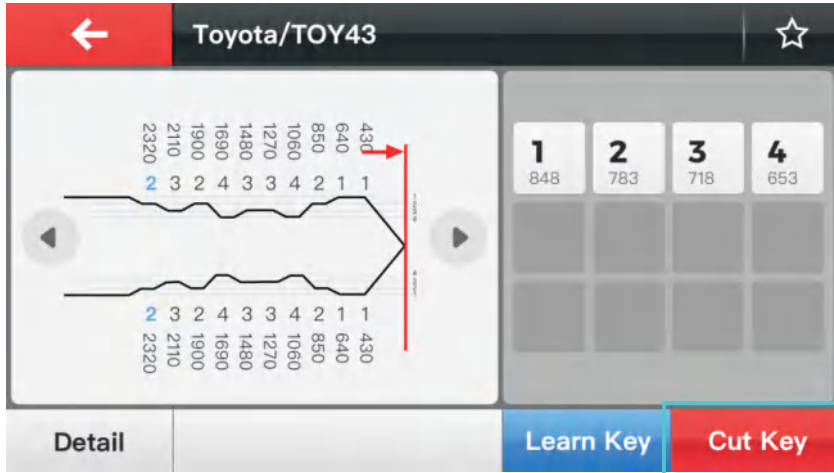 Toyota/TOY43
2320 2110 1900 1690 1480 1270 1060 850 640 430
2 3 2 4 3 3 4 2 1 1
2 3 2 4 3 3 4 2 1 1
2320 2110 1900 1690 1480 1270 1060 850 640 430
1 2 3 4
848 783 718 653
Detail
Learn Key
Cut Key